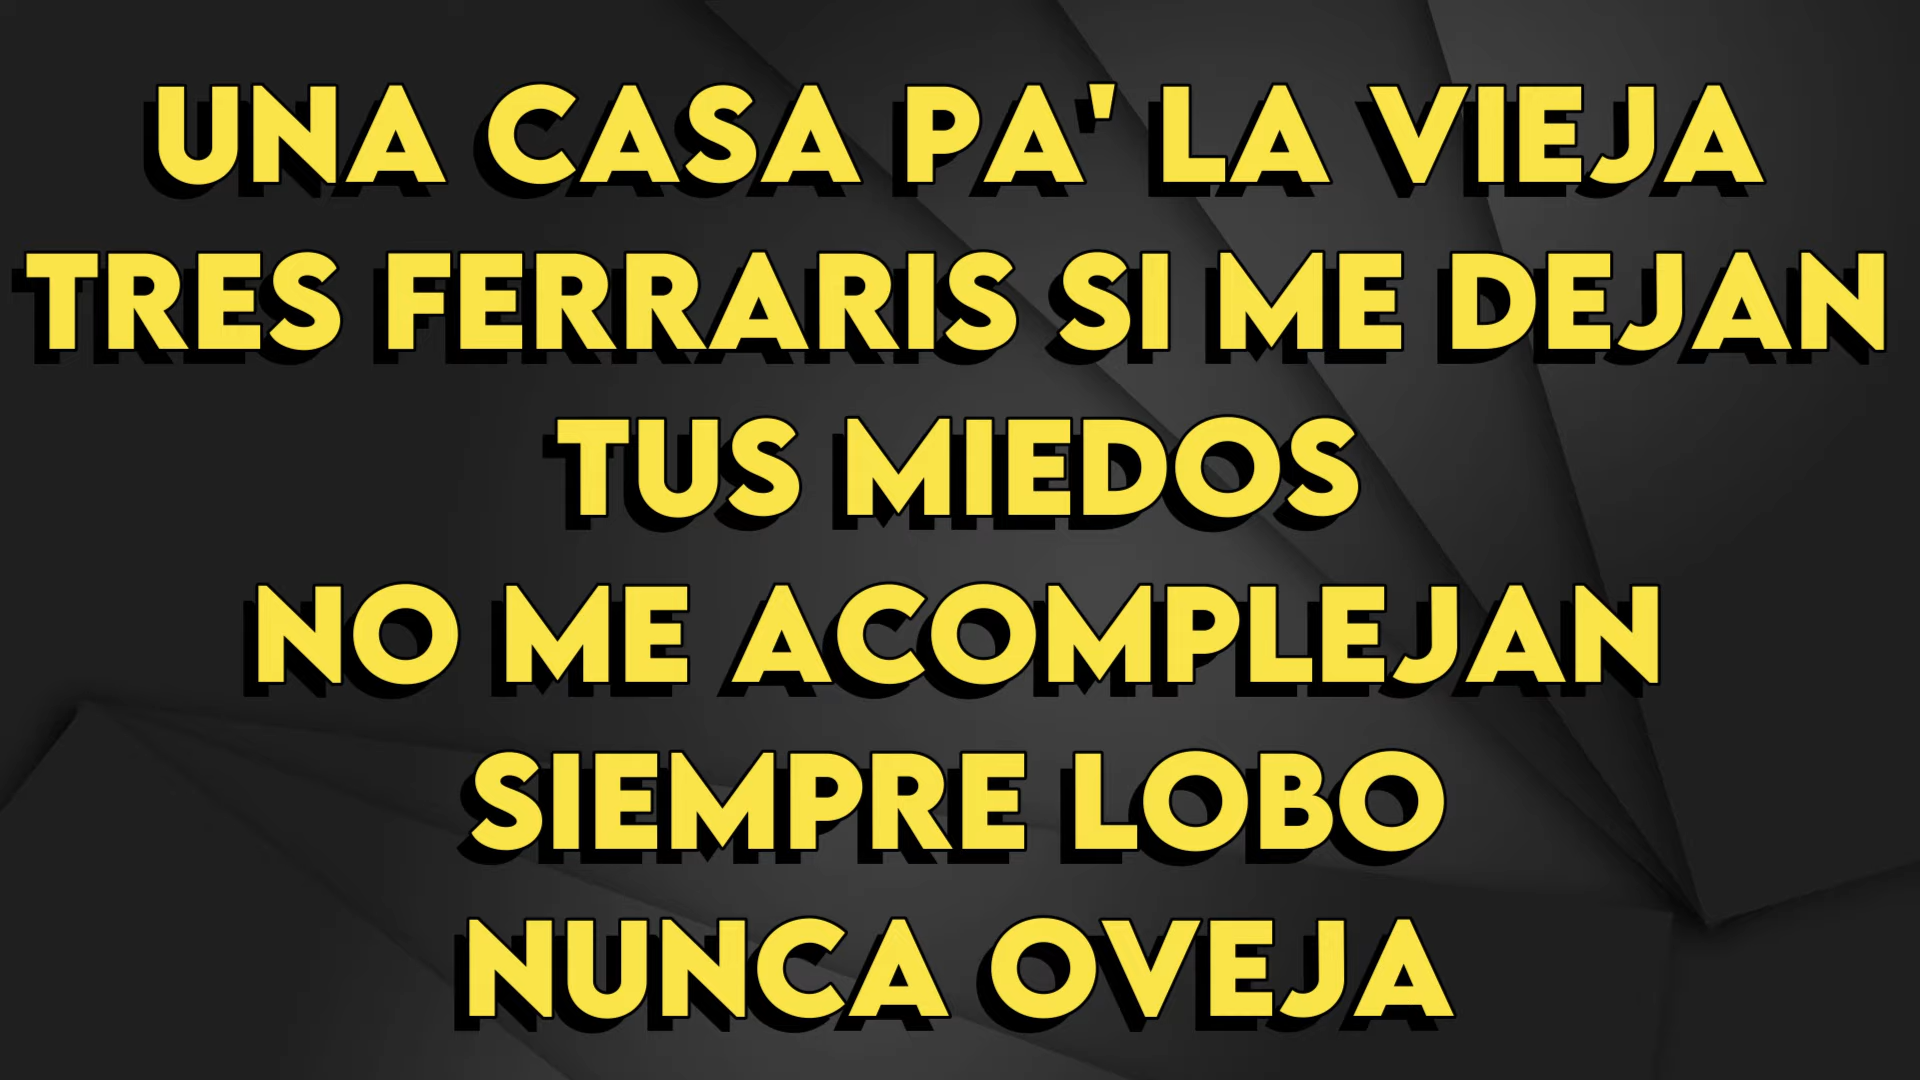 UNA CASA PA' LA VIEJA
TRES FERRARIS SI ME DEJAN
TUS MIEDOS
NO ME ACOMPLEJAN
SIEMPRE LOBO
NUNCA OVEJA